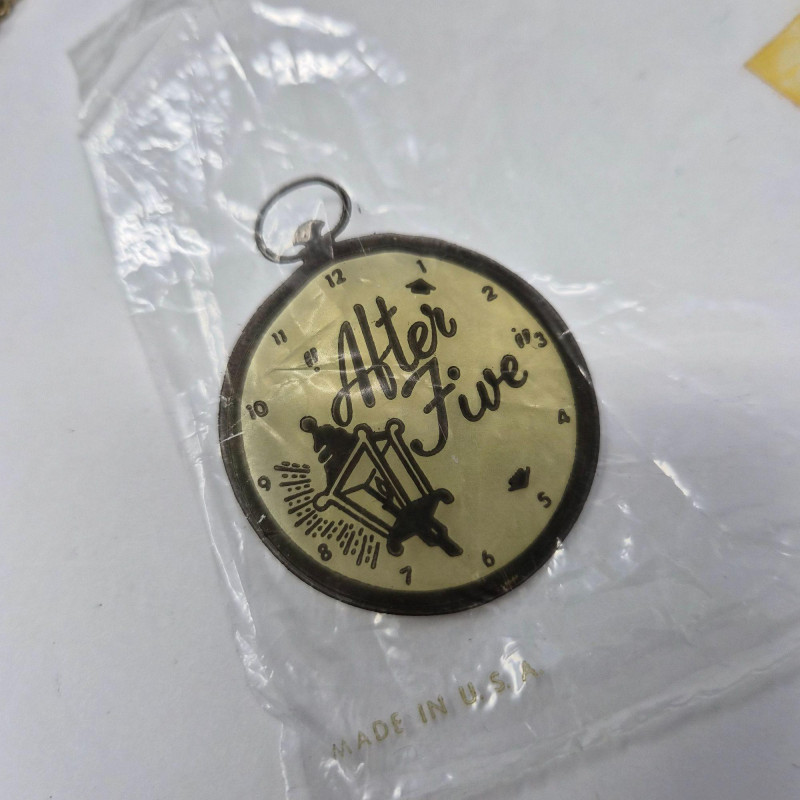 12 1 2 3 4 5 6 7 8 9 10 11
"After
Five"
MADE IN U.S.A.